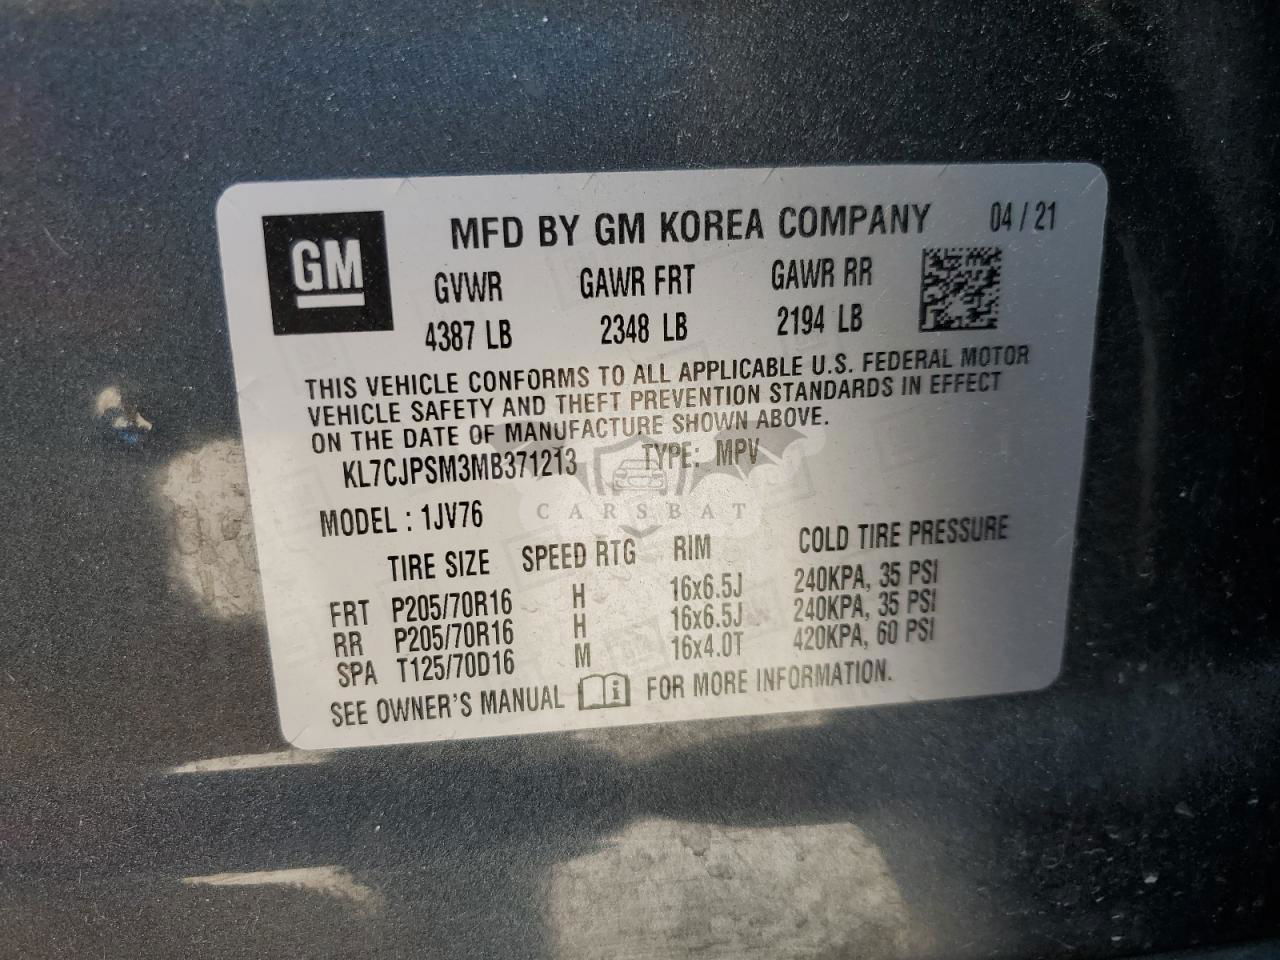 GM
MFD BY GM KOREA COMPANY 04 / 21
GVWR GAWR FRT GAWR RR
4387 LB 2348 LB 2194 LB
THIS VEHICLE CONFORMS TO ALL APPLICABLE U.S. FEDERAL MOTOR
VEHICLE SAFETY AND THEFT PREVENTION STANDARDS IN EFFECT
ON THE DATE OF MANUFACTURE SHOWN ABOVE.
KL7CJPSM3MB371213 TYPE: MPV
CARSBAT
MODEL : 1JV76
TIRE SIZE SPEED RTG RIM COLD TIRE PRESSURE
FRT P205/70R16 H 16x6.5J 240KPA, 35 PSI
RR P205/70R16 H 16x6.5J 240KPA, 35 PSI
SPA T125/70D16 M 16x4.0T 420KPA, 60 PSI
SEE OWNER'S MANUAL i FOR MORE INFORMATION.